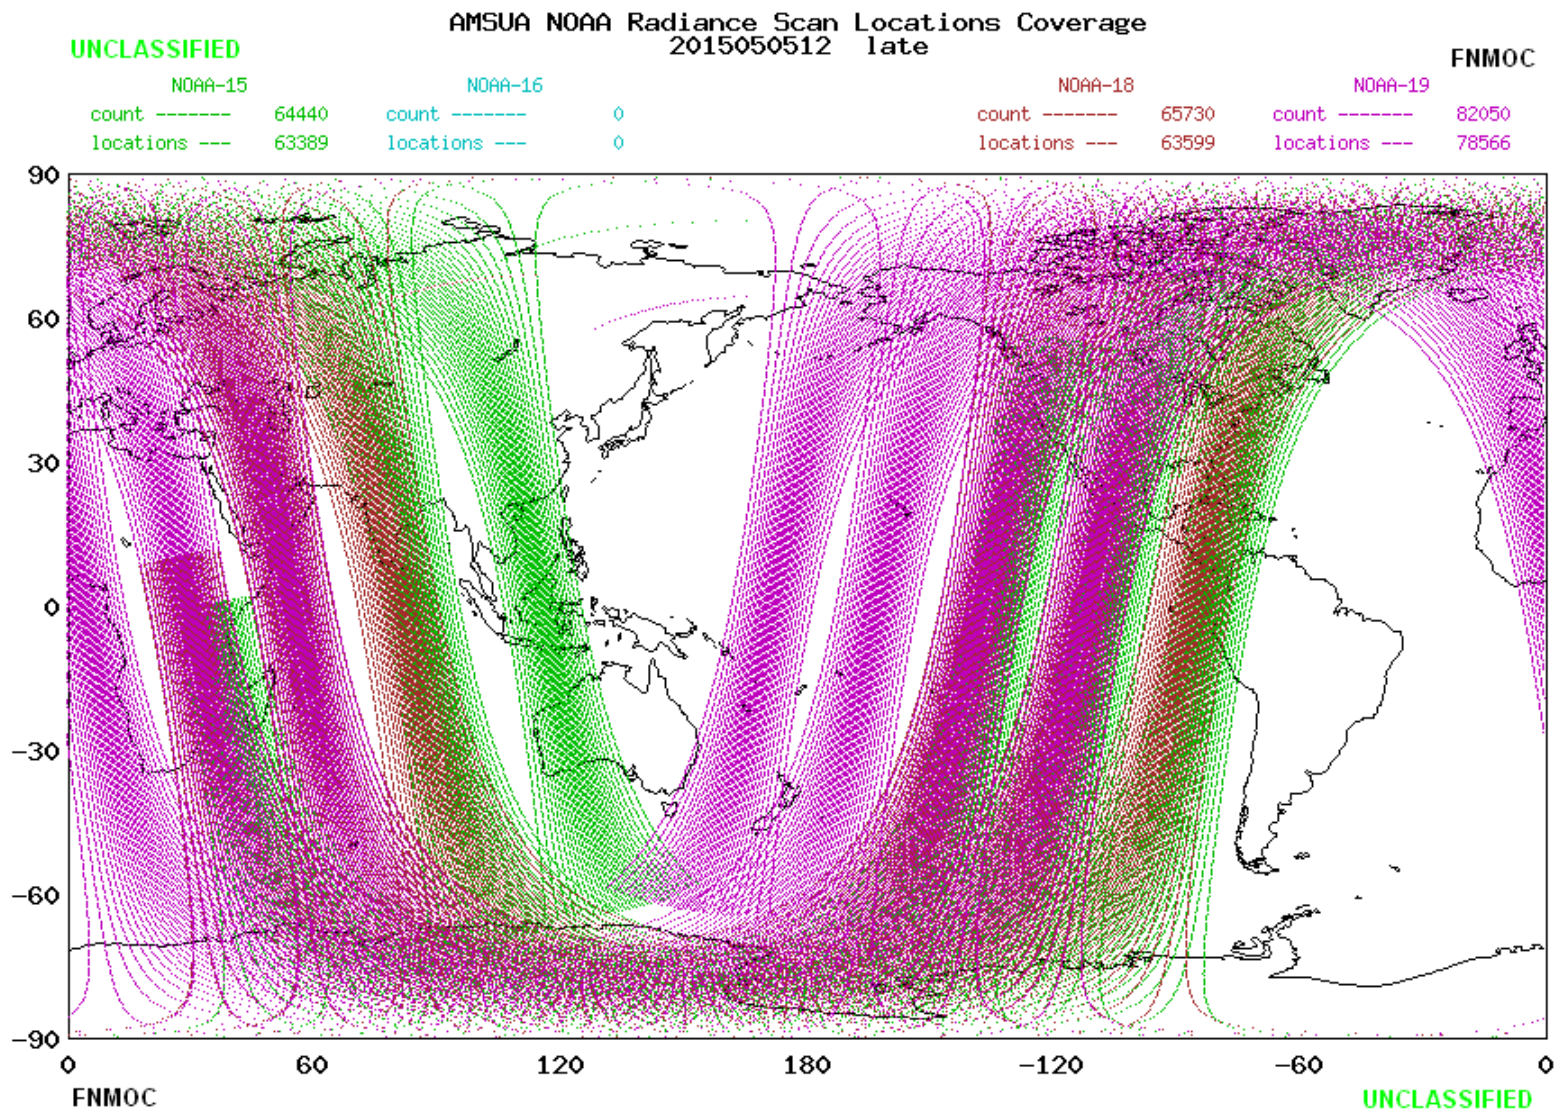 AMSUA NOAA Radiance Scan Locations Coverage
2015050512 late
UNCLASSIFIED
FNMOC
NOAA-15 NOAA-16 NOAA-18 NOAA-19
count ------- 64440 count ------- 0 count ------- 65730 count ------- 82050
locations --- 63389 locations --- 0 locations --- 63599 locations --- 78566
90
60
30
0
-30
-60
-90
0 60 120 180 -120 -60 0
FNMOC
UNCLASSIFIED